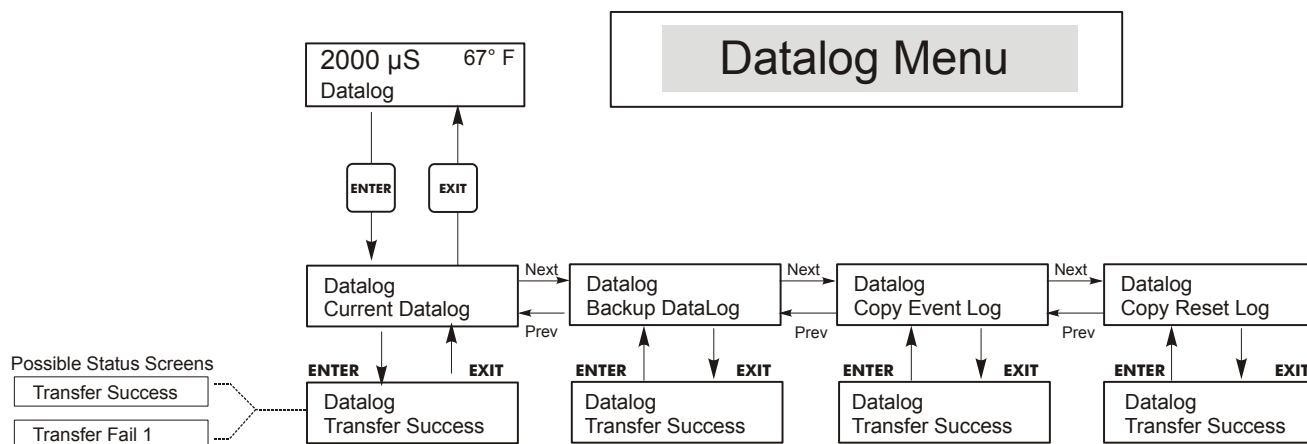 Datalog Menu
2000 µS 67° F
Datalog
ENTER
EXIT
Datalog
Current Datalog
Next
Prev
Datalog
Backup DataLog
Next
Prev
Datalog
Copy Event Log
Next
Prev
Datalog
Copy Reset Log
Possible Status Screens
Transfer Success
Transfer Fail 1
ENTER EXIT
Datalog
Transfer Success
ENTER EXIT
Datalog
Transfer Success
ENTER EXIT
Datalog
Transfer Success
ENTER EXIT
Datalog
Transfer Success